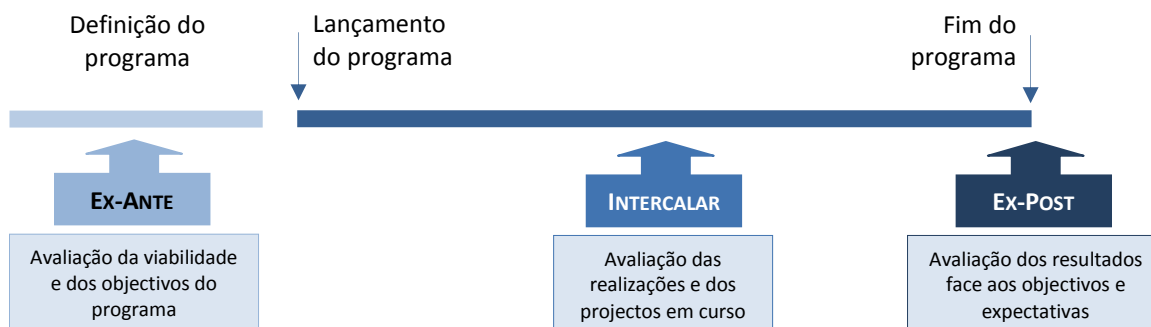 Definição do
programa
Lançamento
do programa
Fim do
programa
EX-ANTE
INTERCALAR
EX-POST
Avaliação da viabilidade
e dos objectivos do
programa
Avaliação das
realizações e dos
projectos em curso
Avaliação dos resultados
face aos objectivos e
expectativas